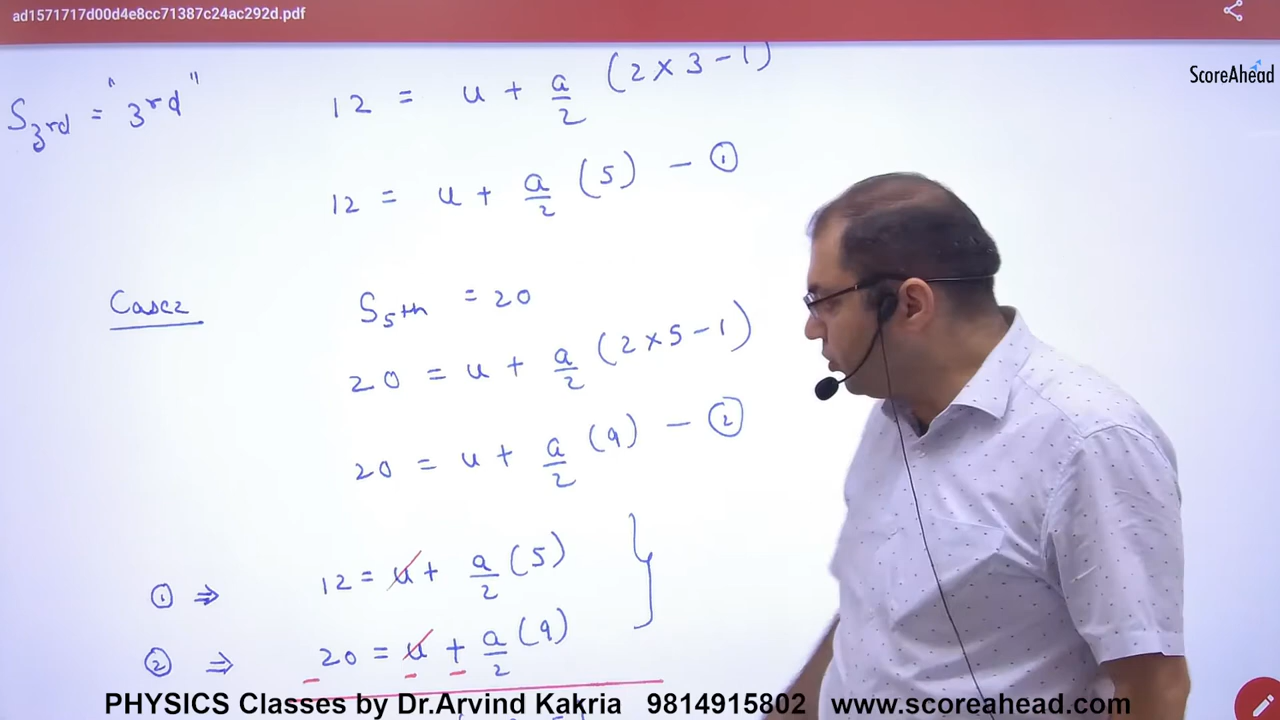 ad1571717d00d4e8cc71387c24ac292d.pdf
ScoreAhead
S₃rd = "3rd"
12 = u + a/2 (2 × 3 - 1)
12 = u + a/2 (5) - ①
Case2
S₅th = 20
20 = u + a/2 (2 × 5 - 1)
20 = u + a/2 (9) - ②
① ⇒ 12 = u + a/2 (5)
② ⇒ 20 = u + a/2 (9)
PHYSICS Classes by Dr.Arvind Kakria 9814915802 www.scoreahead.com